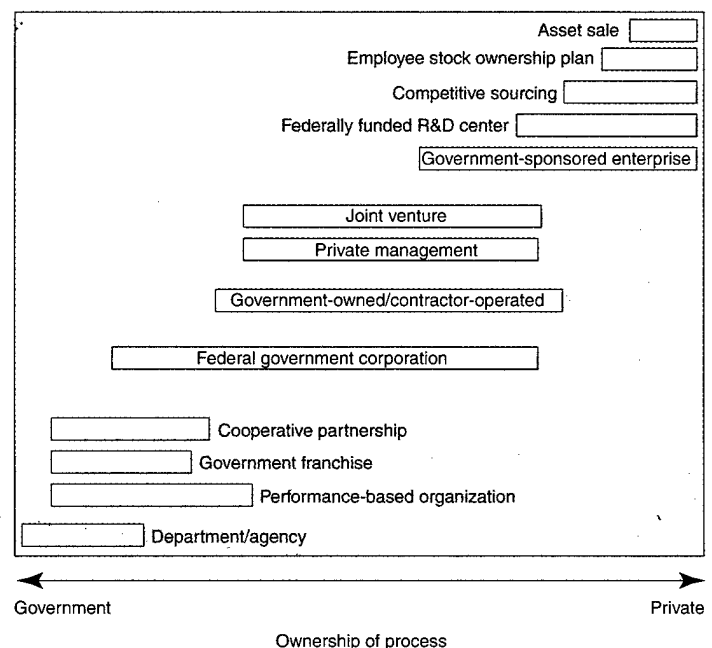 Asset sale
Employee stock ownership plan
Competitive sourcing
Federally funded R&D center
Government-sponsored enterprise
Joint venture
Private management
Government-owned/contractor-operated
Federal government corporation
Cooperative partnership
Government franchise
Performance-based organization
Department/agency
Government
Private
Ownership of process